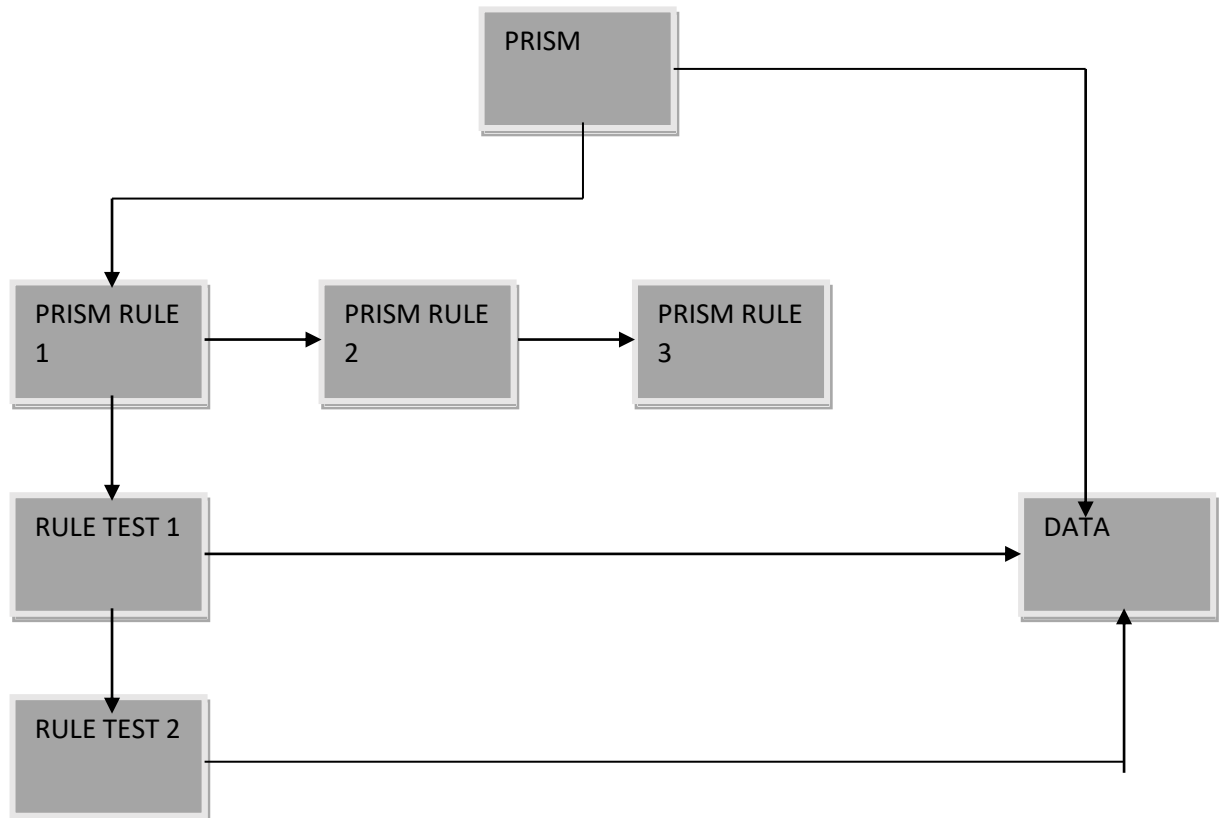 PRISM
PRISM RULE
1
PRISM RULE
2
PRISM RULE
3
RULE TEST 1
DATA
RULE TEST 2